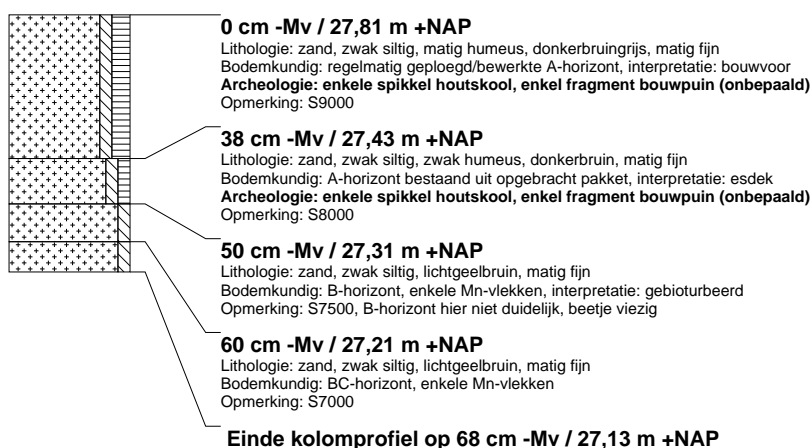 0 cm -Mv / 27,81 m +NAP
Lithologie: zand, zwak siltig, matig humeus, donkerbruingrijs, matig fijn
Bodemkundig: regelmatig geploegd/bewerkte A-horizont, interpretatie: bouwvoor
Archeologie: enkele spikkel houtskool, enkel fragment bouwpuin (onbepaald)
Opmerking: S9000
38 cm -Mv / 27,43 m +NAP
Lithologie: zand, zwak siltig, zwak humeus, donkerbruin, matig fijn
Bodemkundig: A-horizont bestaand uit opgebracht pakket, interpretatie: esdek
Archeologie: enkele spikkel houtskool, enkel fragment bouwpuin (onbepaald)
Opmerking: S8000
50 cm -Mv / 27,31 m +NAP
Lithologie: zand, zwak siltig, lichtgeelbruin, matig fijn
Bodemkundig: B-horizont, enkele Mn-vlekken, interpretatie: gebioturbeerd
Opmerking: S7500, B-horizont hier niet duidelijk, beetje viezig
60 cm -Mv / 27,21 m +NAP
Lithologie: zand, zwak siltig, lichtgeelbruin, matig fijn
Bodemkundig: BC-horizont, enkele Mn-vlekken
Opmerking: S7000
Einde kolomprofiel op 68 cm -Mv / 27,13 m +NAP